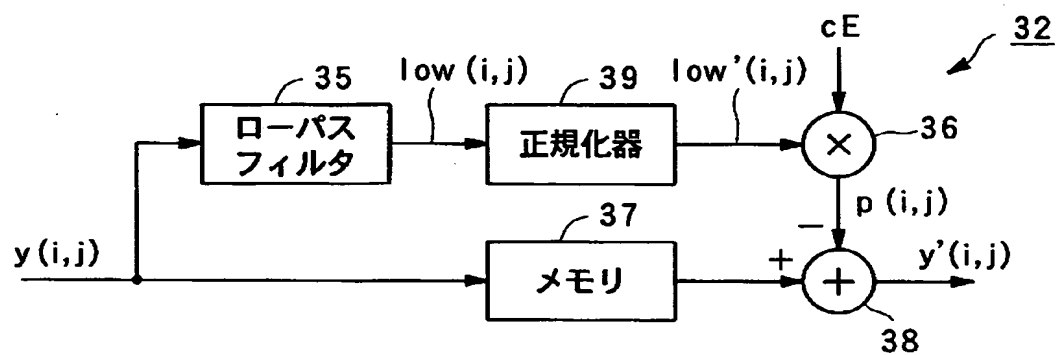 cE
32
35
low(i,j)
39
low'(i,j)
ローパス
フィルタ
正規化器
×
36
p(i,j)
37
y(i,j)
メモリ
−
+
+
y'(i,j)
38